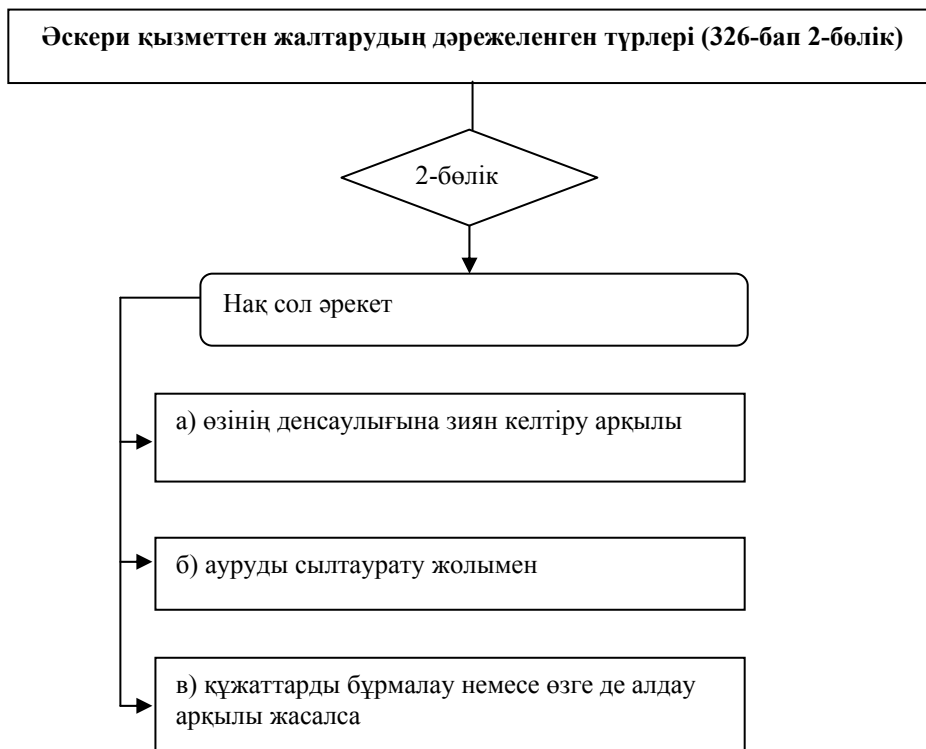 Әскери қызметтен жалтарудың дәрежеленген түрлері (326-бап 2-бөлік)
2-бөлік
Нақ сол әрекет
а) өзінің денсаулығына зиян келтіру арқылы
б) ауруды сылтаурату жолымен
в) құжаттарды бұрмалау немесе өзге де алдау
арқылы жасалса